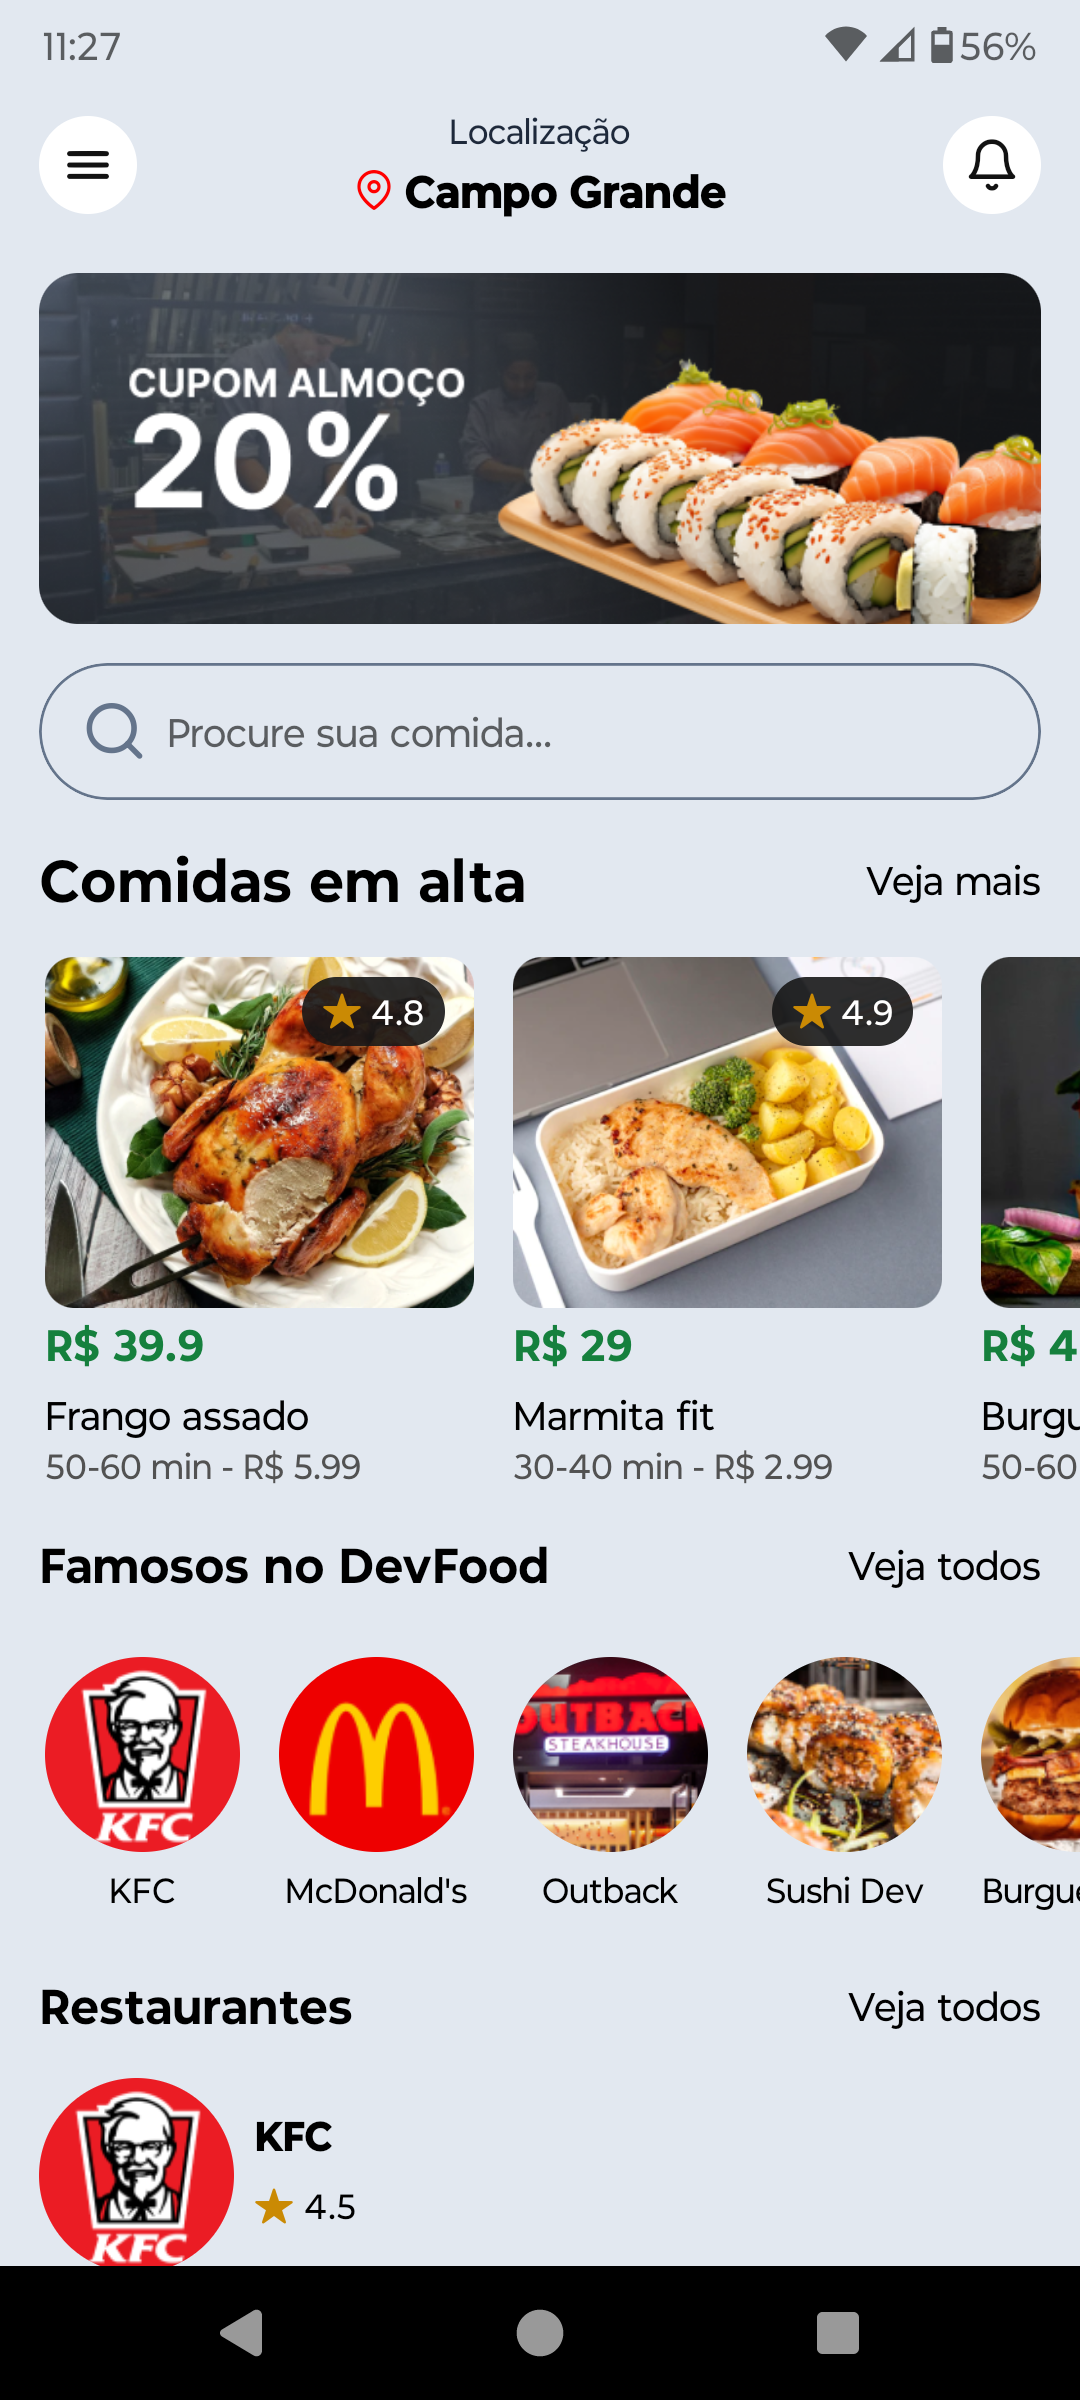 11:27
56%
Localização
Campo Grande
CUPOM ALMOÇO
20%
Procure sua comida...
Comidas em alta
Veja mais
4.8
4.9
R$ 39.9
R$ 29
R$ 4
Frango assado
Marmita fit
Burgu
50-60 min - R$ 5.99
30-40 min - R$ 2.99
50-60
Famosos no DevFood
Veja todos
KFC
OUTBACK
STEAKHOUSE
KFC
McDonald's
Outback
Sushi Dev
Burgue
Restaurantes
Veja todos
KFC
KFC
4.5